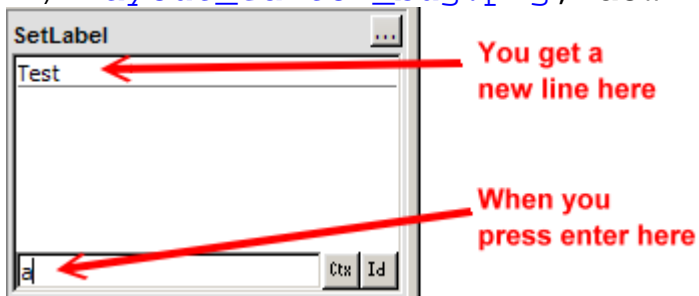 SetLabel ...
Test
You get a
new line here
When you
press enter here
a
Ctx Id